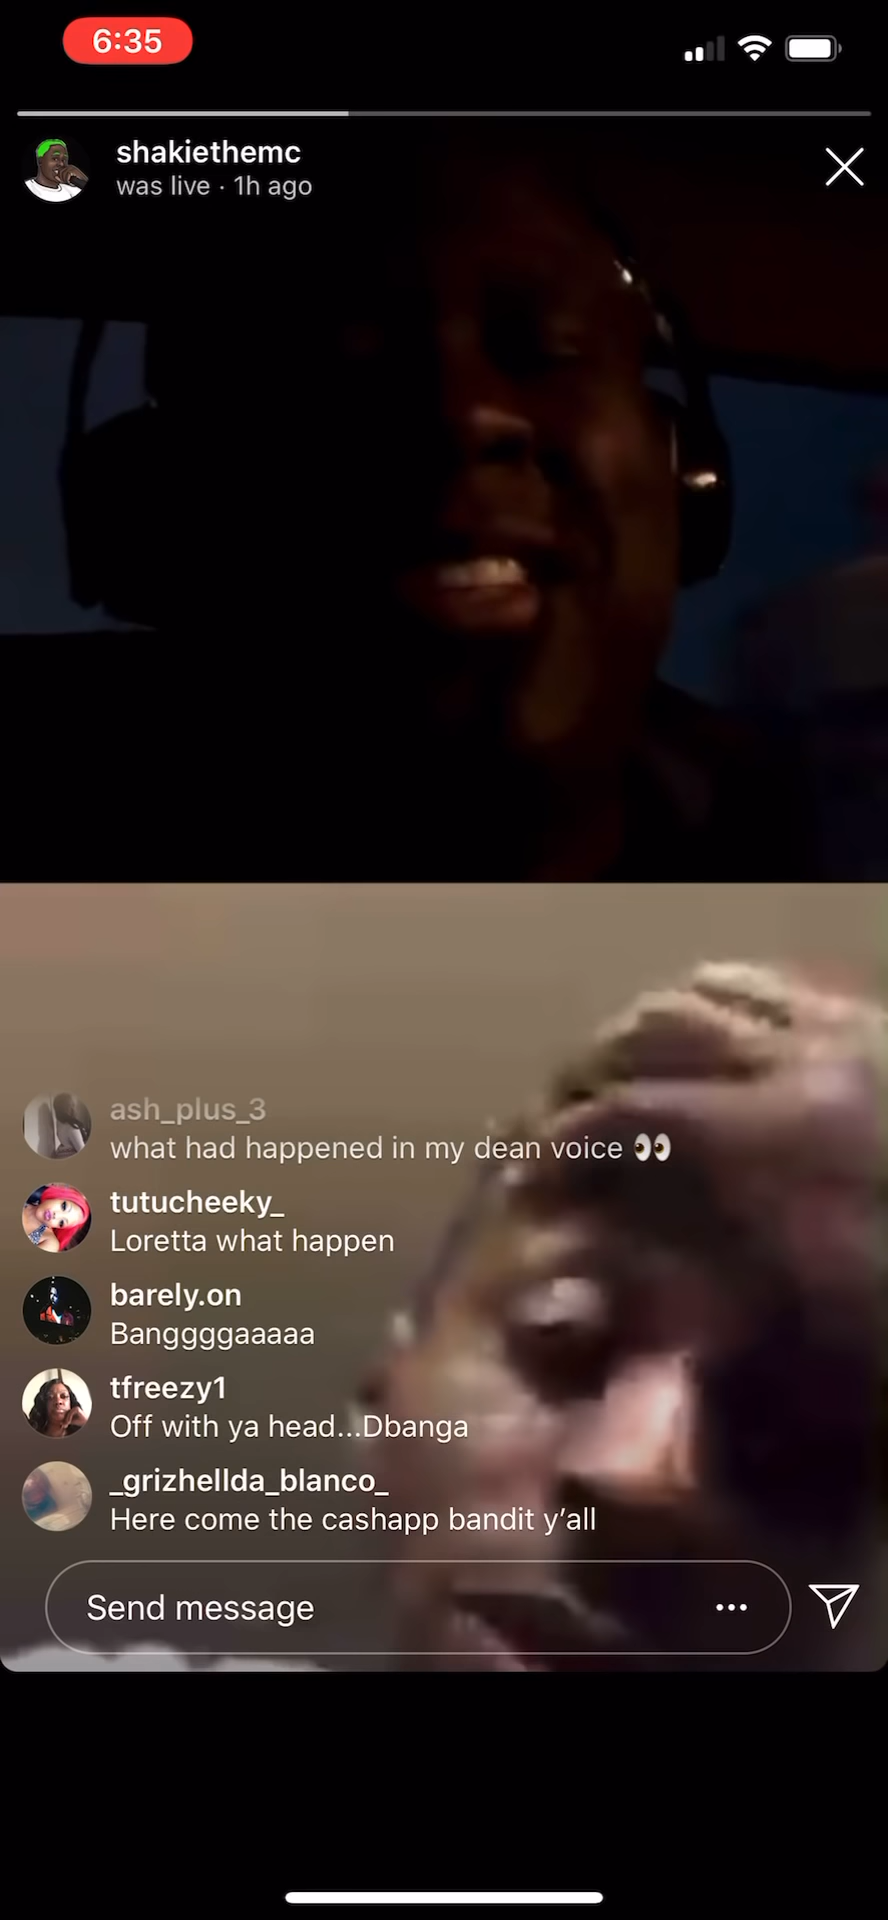 6:35
shakiethemc
was live · 1h ago
ash_plus_3
what had happened in my dean voice 👀
tutucheeky_
Loretta what happen
barely.on
Banggggaaaaa
tfreezy1
Off with ya head...Dbanga
_grizhellda_blanco_
Here come the cashapp bandit y’all
Send message